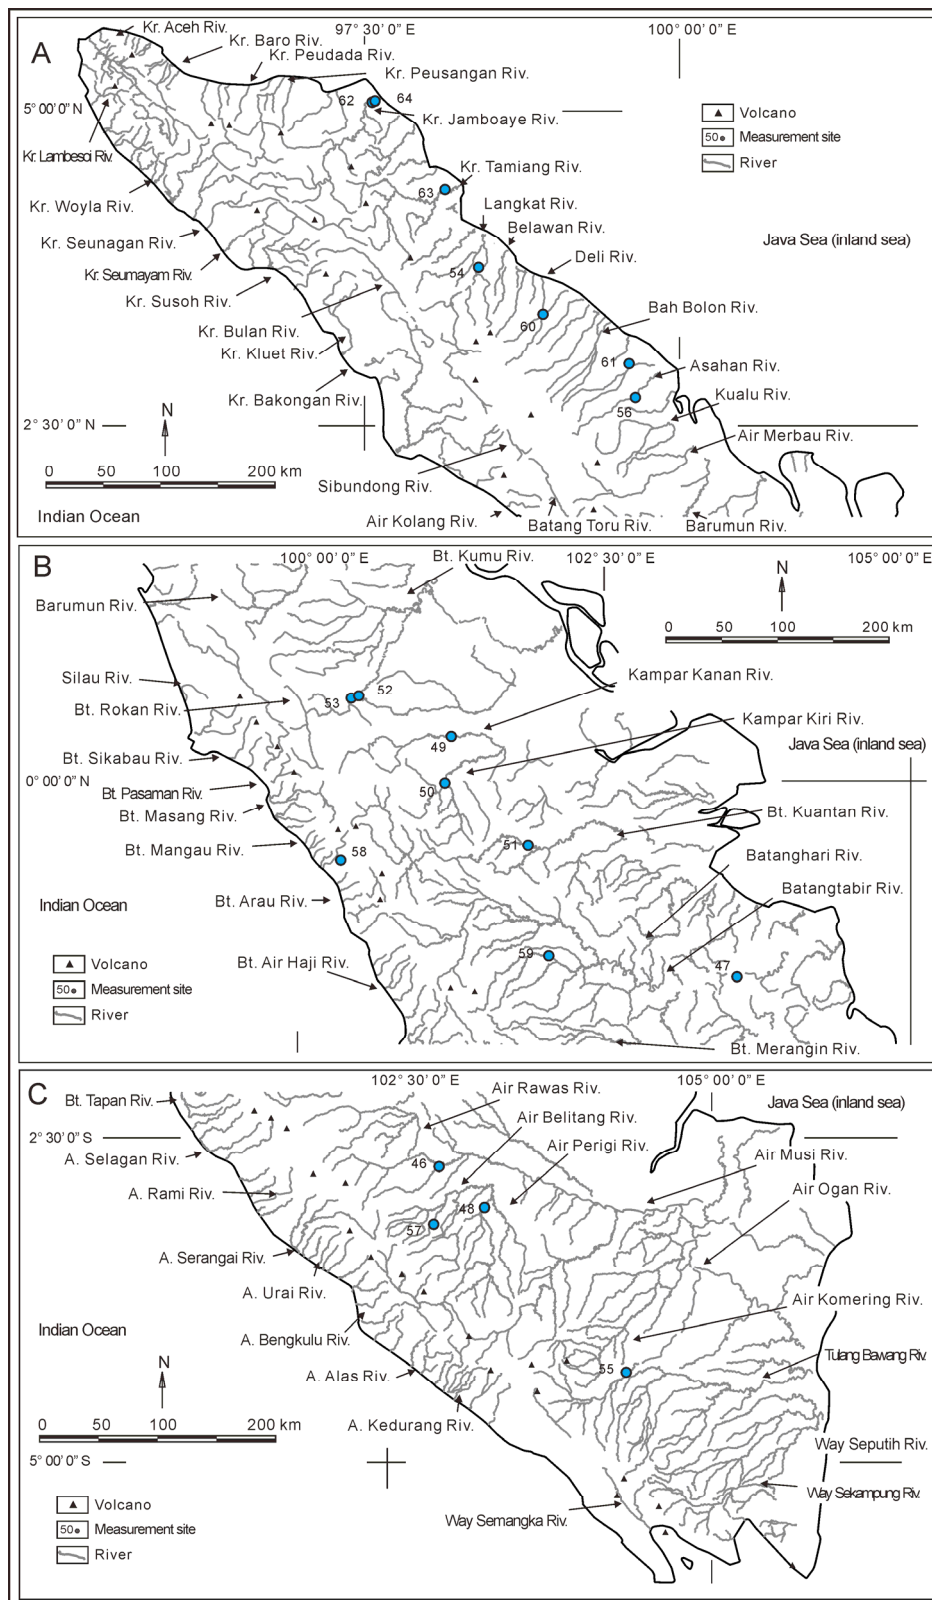 A
Kr. Aceh Riv.
Kr. Baro Riv.
Kr. Peudada Riv.
97° 30' 0" E
100° 00' 0" E
Kr. Peusangan Riv.
5° 00' 0" N
62
64
Kr. Jamboaye Riv.
Volcano
50 Measurement site
River
Kr. Lambesoi Riv.
Kr. Tamiang Riv.
63
Kr. Woyla Riv.
Langkat Riv.
Belawan Riv.
Kr. Seunagan Riv.
Java Sea (inland sea)
Deli Riv.
Kr. Seumayam Riv.
54
Kr. Susoh Riv.
Bah Bolon Riv.
Kr. Bulan Riv.
60
Kr. Kluet Riv.
61
Asahan Riv.
Kr. Bakongan Riv.
Kualu Riv.
56
N
2° 30' 0" N
Air Merbau Riv.
0 50 100 200 km
Sibundong Riv.
Indian Ocean
Air Kolang Riv.
Batang Toru Riv.
Barumun Riv.
B
100° 00' 0" E
Bt. Kumu Riv.
102° 30' 0" E
105° 00' 0" E
N
Barumun Riv.
0 50 100 200 km
Silau Riv.
Kampar Kanan Riv.
52
53
Bt. Rokan Riv.
Kampar Kiri Riv.
49
Java Sea (inland sea)
Bt. Sikabau Riv.
0° 00' 0" N
Bt. Pasaman Riv.
50
Bt. Masang Riv.
Bt. Kuantan Riv.
Bt. Mangau Riv.
58
51
Batanghari Riv.
Batangtabir Riv.
Bt. Arau Riv.
Indian Ocean
59
Bt. Air Haji Riv.
47
Volcano
50 Measurement site
River
Bt. Merangin Riv.
C
102° 30' 0" E
105° 00' 0" E
Bt. Tapan Riv.
Air Rawas Riv.
Java Sea (inland sea)
Air Belitang Riv.
2° 30' 0" S
Air Perigi Riv.
A. Selagan Riv.
46
Air Musi Riv.
A. Rami Riv.
Air Ogan Riv.
48
57
A. Serangai Riv.
A. Urai Riv.
Air Komering Riv.
Indian Ocean
A. Bengkulu Riv.
Tulang Bawang Riv.
N
A. Alas Riv.
55
0 50 100 200 km
A. Kedurang Riv.
Way Seputih Riv.
5° 00' 0" S
Way Sekampung Riv.
Volcano
Way Semangka Riv.
50 Measurement site
River